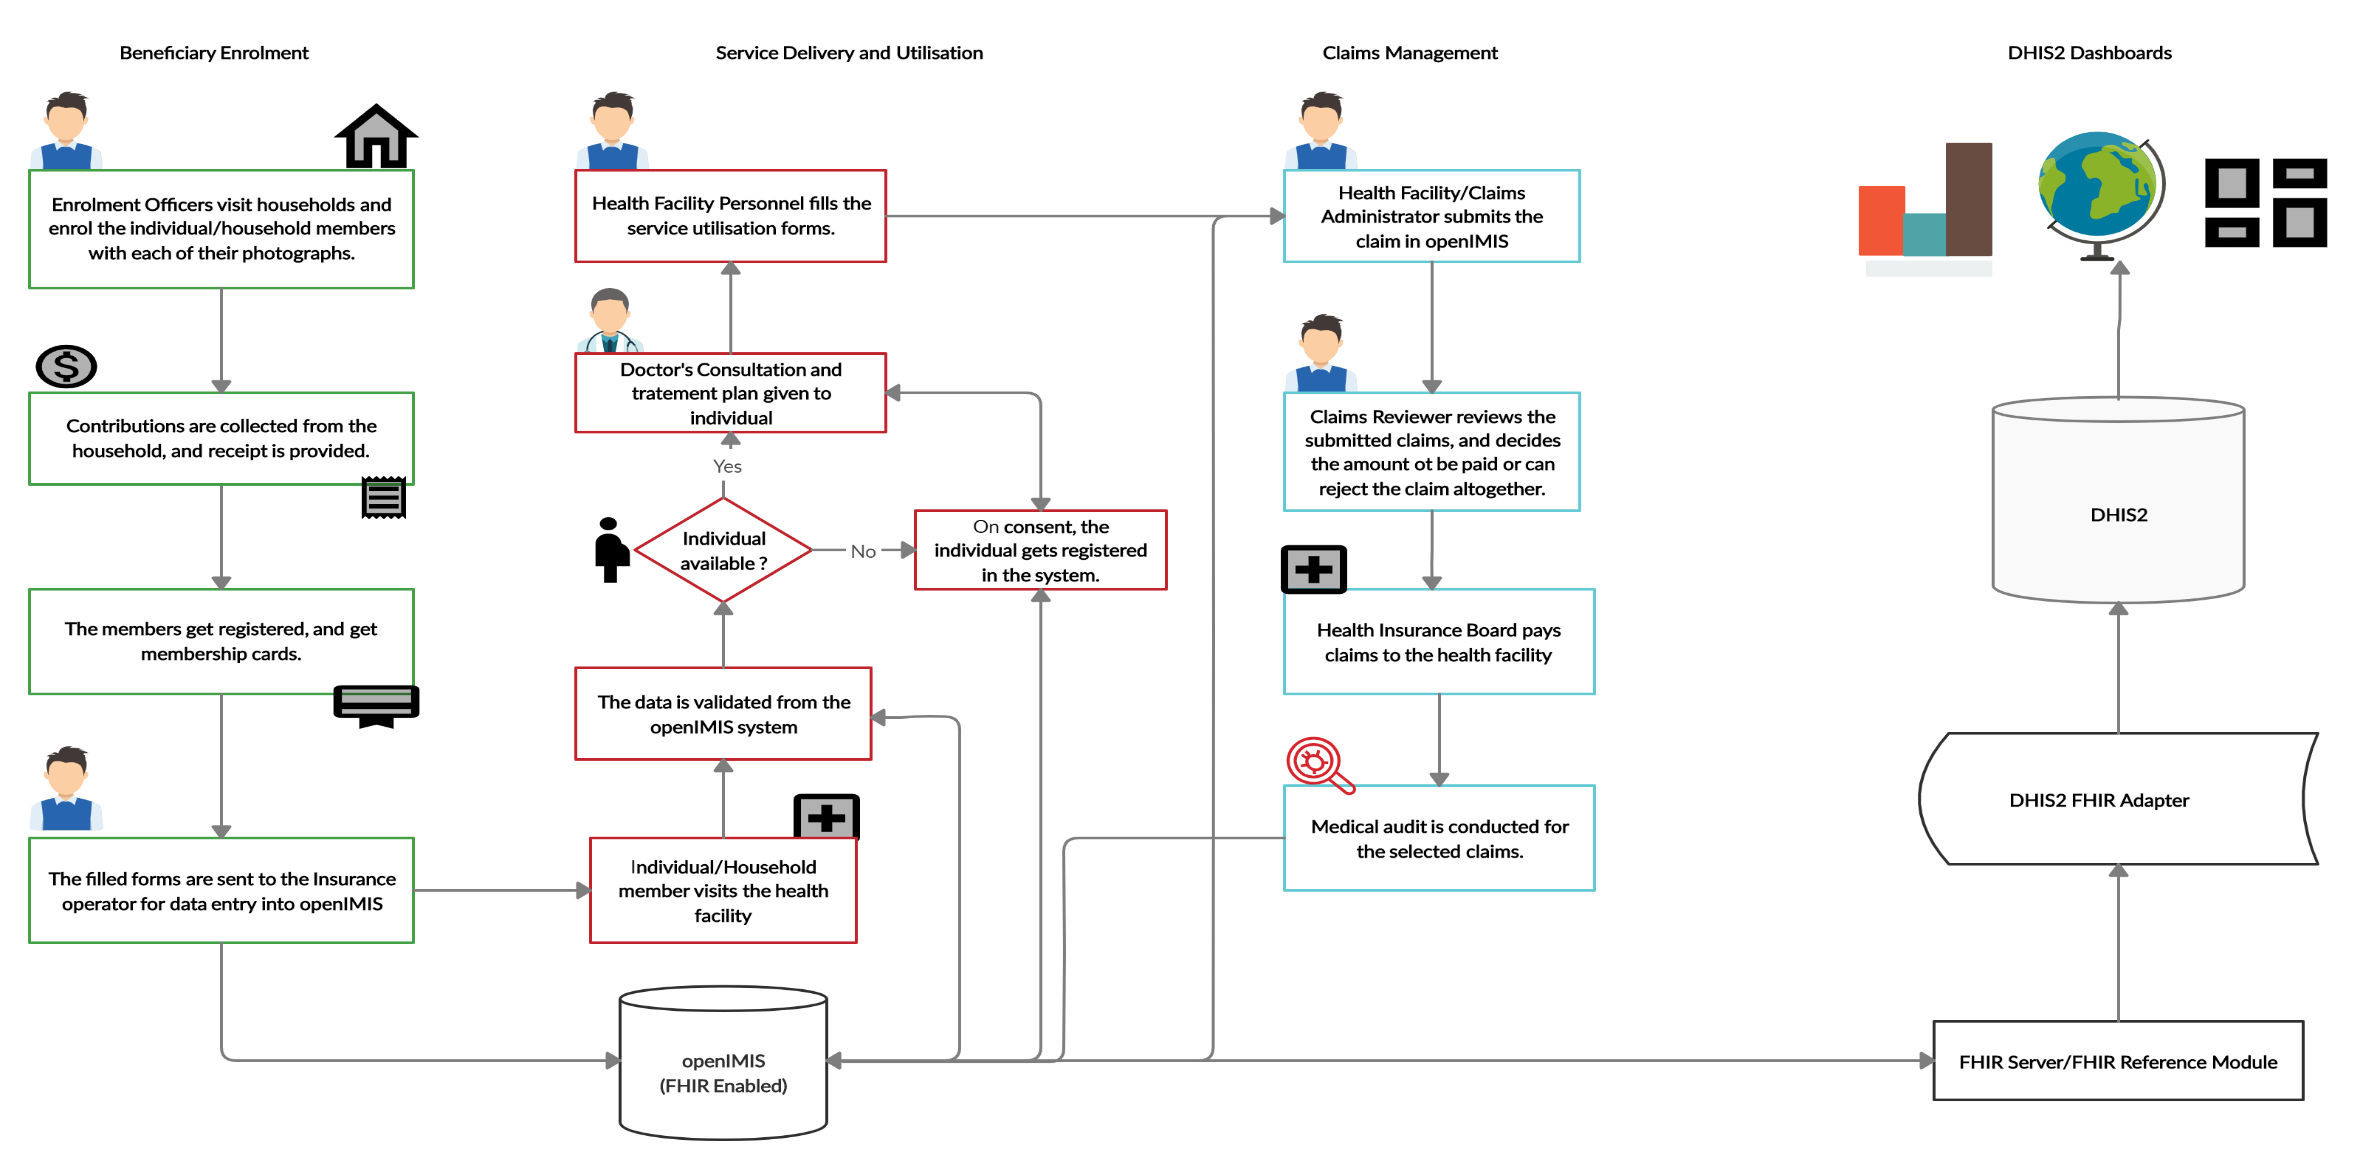 Beneficiary Enrolment
Service Delivery and Utilisation
Claims Management
DHIS2 Dashboards
Enrolment Officers visit households and
enrol the individual/household members
with each of their photographs.
Contributions are collected from the
household, and receipt is provided.
The members get registered, and get
membership cards.
The filled forms are sent to the Insurance
operator for data entry into openIMIS
Health Facility Personnel fills the
service utilisation forms.
Doctor's Consultation and
tratement plan given to
individual
Yes
Individual
available ?
No
On consent, the
individual gets registered
in the system.
The data is validated from the
openIMIS system
Individual/Household
member visits the health
facility
openIMIS
(FHIR Enabled)
Health Facility/Claims
Administrator submits the
claim in openIMIS
Claims Reviewer reviews the
submitted claims, and decides
the amount ot be paid or can
reject the claim altogether.
Health Insurance Board pays
claims to the health facility
Medical audit is conducted for
the selected claims.
DHIS2
DHIS2 FHIR Adapter
FHIR Server/FHIR Reference Module